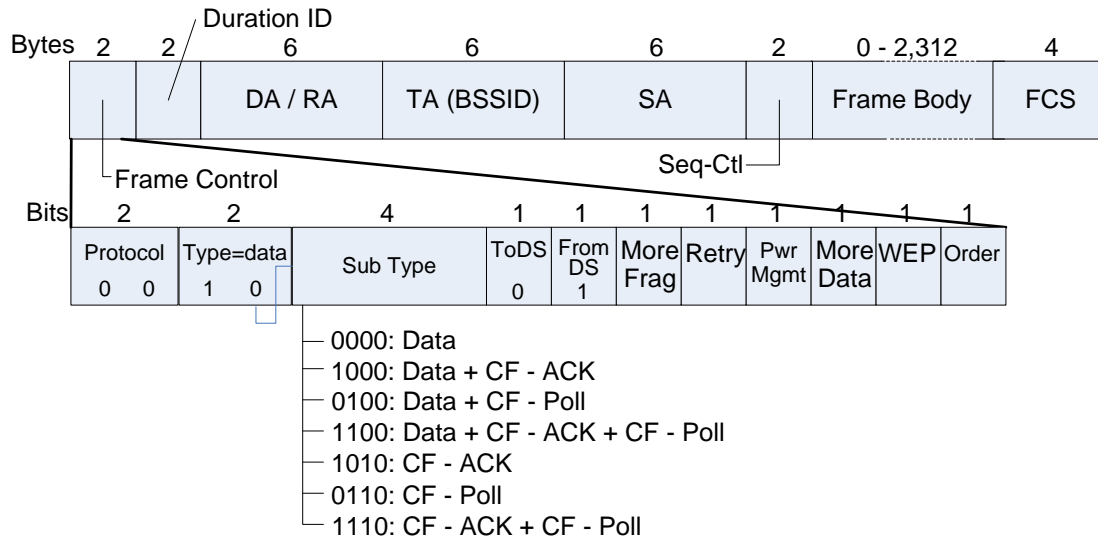 Duration ID
Bytes 2 2 6 6 6 2 0 - 2,312 4
DA / RA TA (BSSID) SA Frame Body FCS
Seq-Ctl
Frame Control
Bits 2 2 4 1 1 1 1 1 1 1 1
Protocol Type=data Sub Type ToDS From DS More Frag Retry Pwr Mgmt More Data WEP Order
0 0 1 0 0 1
0000: Data
1000: Data + CF - ACK
0100: Data + CF - Poll
1100: Data + CF - ACK + CF - Poll
1010: CF - ACK
0110: CF - Poll
1110: CF - ACK + CF - Poll